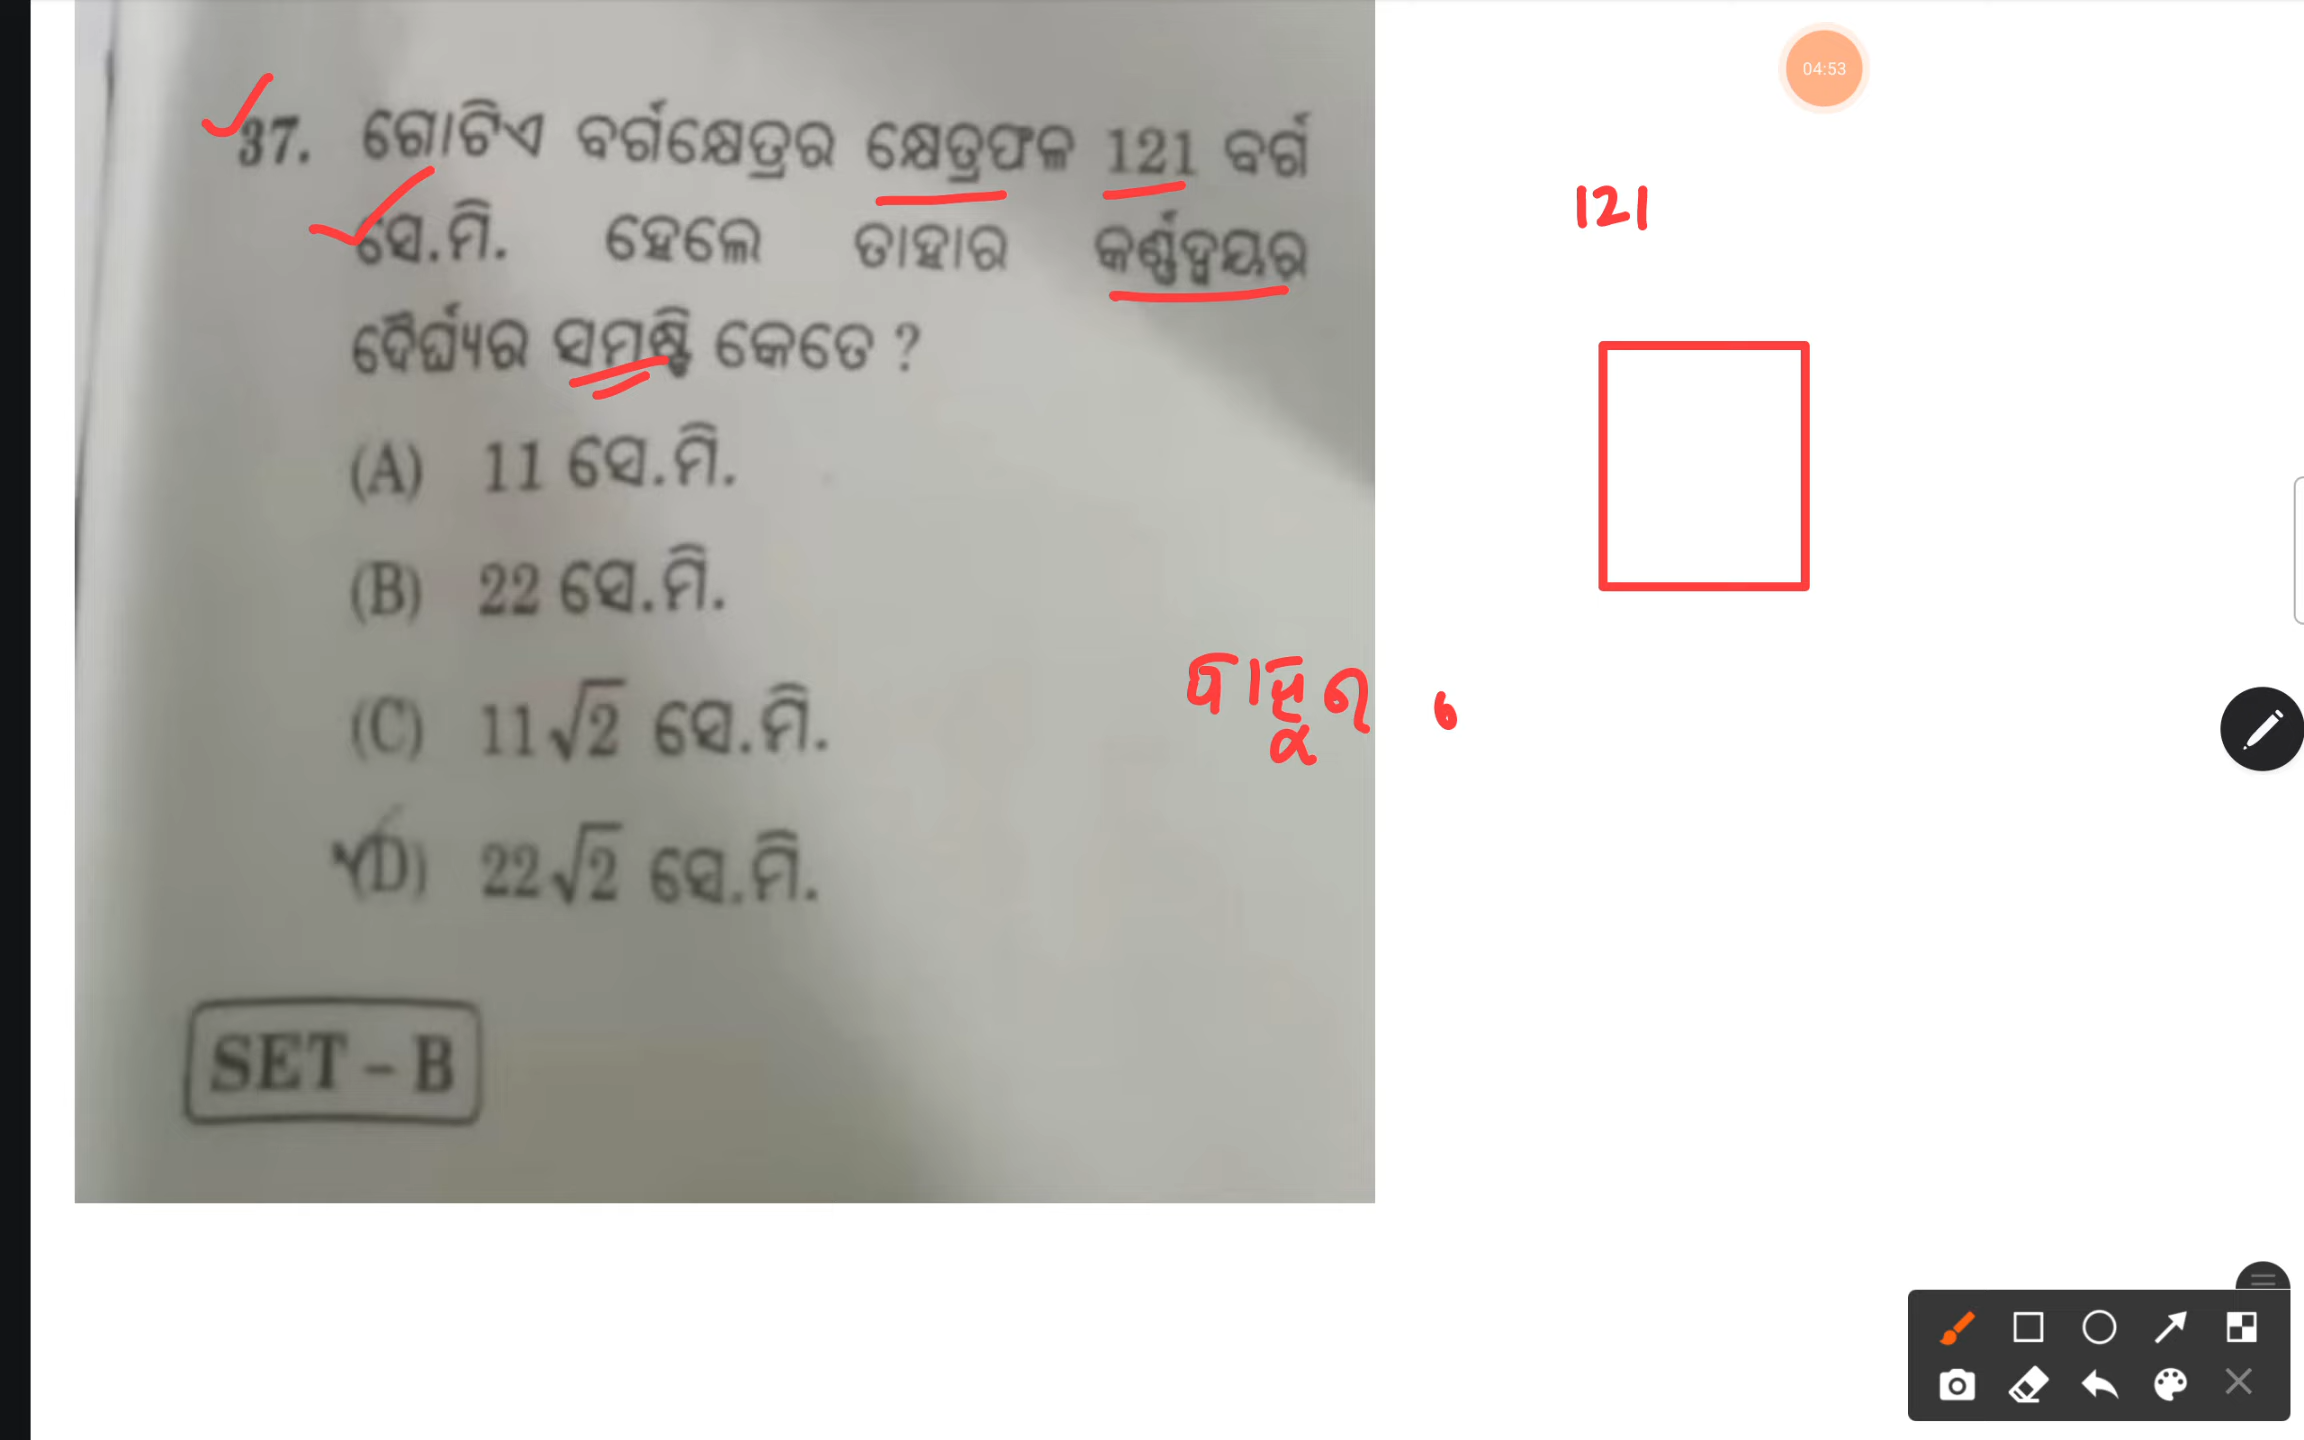 04:53
37. ଗୋଟିଏ ବର୍ଗକ୍ଷେତ୍ରର କ୍ଷେତ୍ରଫଳ 121 ବର୍ଗ
ସେ.ମି. ହେଲେ ତାହାର କର୍ଣ୍ଣଦ୍ୱୟର
ଦୈର୍ଘ୍ୟର ସମଷ୍ଟି କେତେ ?
(A) 11 ସେ.ମି.
(B) 22 ସେ.ମି.
(C) 11√2 ସେ.ମି.
(D) 22√2 ସେ.ମି.
SET – B
121
ବାହୁର େ